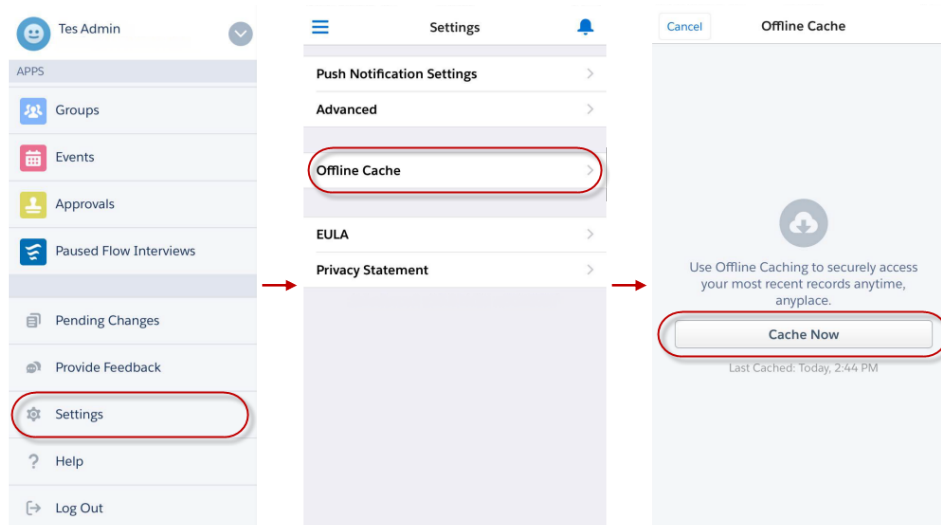 Tes Admin
APPS
Groups
Events
Approvals
Paused Flow Interviews
Pending Changes
Provide Feedback
Settings
Help
Log Out
Settings
Push Notification Settings
Advanced
Offline Cache
EULA
Privacy Statement
Cancel
Offline Cache
Use Offline Caching to securely access
your most recent records anytime,
anyplace.
Cache Now
Last Cached: Today, 2:44 PM